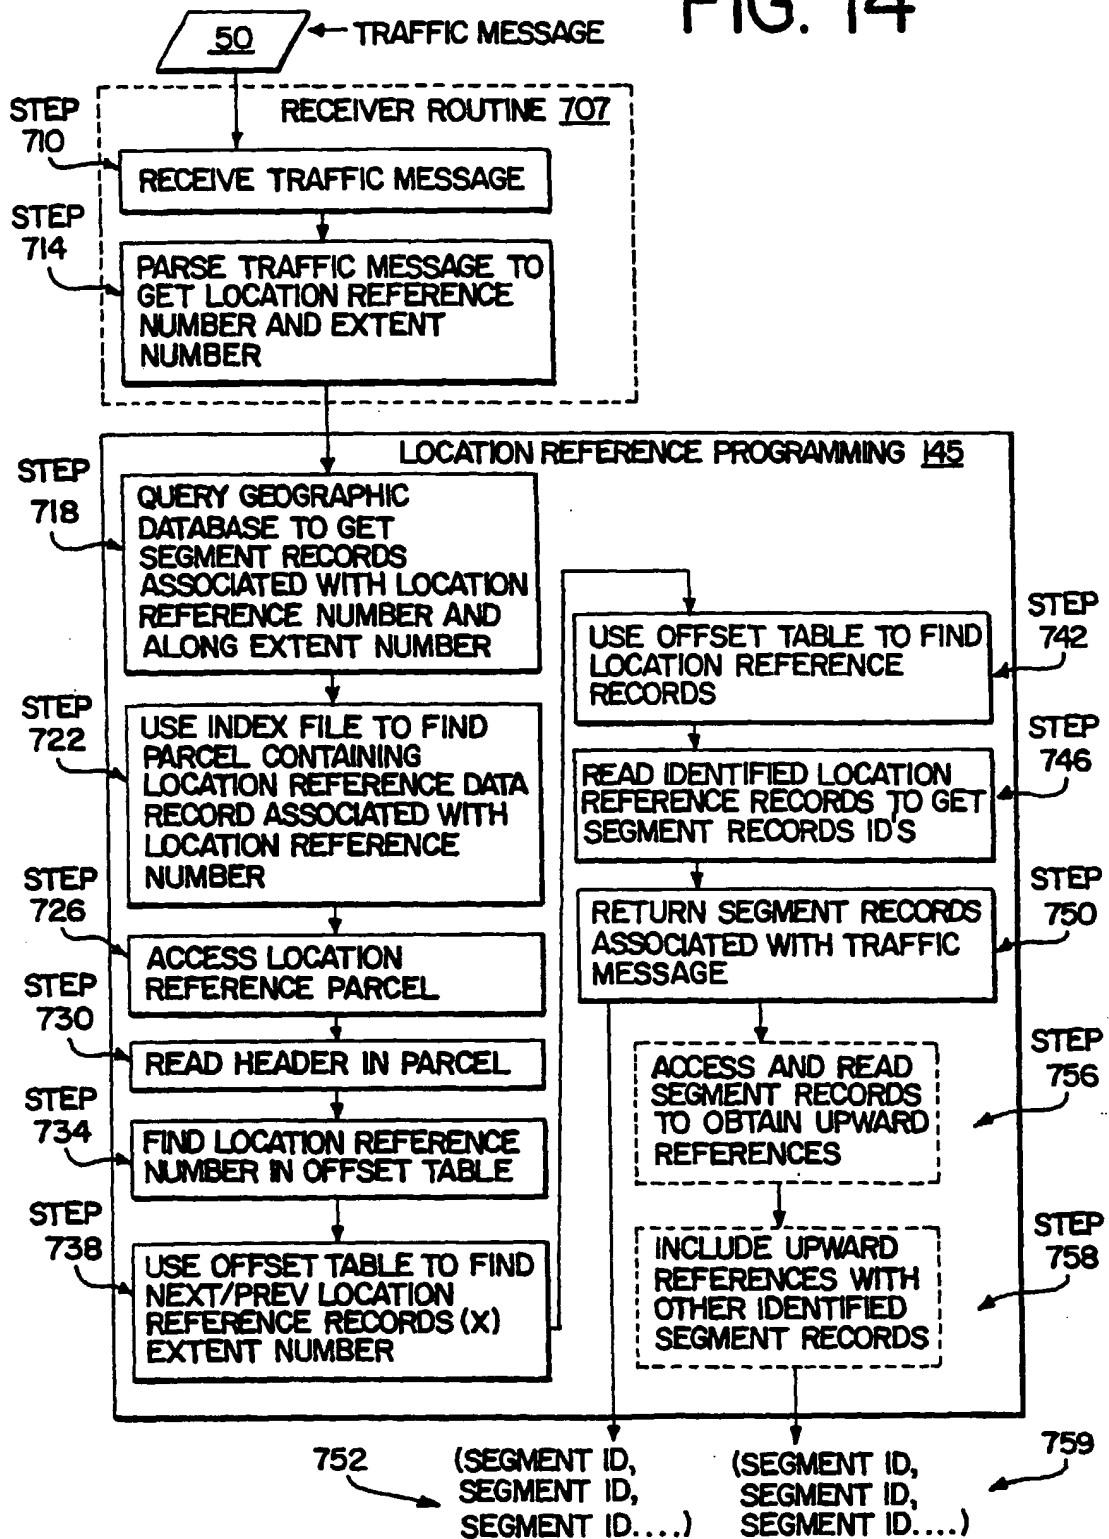 FIG. 14
50
TRAFFIC MESSAGE
RECEIVER ROUTINE 707
STEP
710
RECEIVE TRAFFIC MESSAGE
STEP
714
PARSE TRAFFIC MESSAGE TO
GET LOCATION REFERENCE
NUMBER AND EXTENT
NUMBER
LOCATION REFERENCE PROGRAMMING 145
STEP
718
QUERY GEOGRAPHIC
DATABASE TO GET
SEGMENT RECORDS
ASSOCIATED WITH LOCATION
REFERENCE NUMBER AND
ALONG EXTENT NUMBER
STEP
722
USE INDEX FILE TO FIND
PARCEL CONTAINING
LOCATION REFERENCE DATA
RECORD ASSOCIATED WITH
LOCATION REFERENCE
NUMBER
STEP
726
ACCESS LOCATION
REFERENCE PARCEL
STEP
730
READ HEADER IN PARCEL
STEP
734
FIND LOCATION REFERENCE
NUMBER IN OFFSET TABLE
STEP
738
USE OFFSET TABLE TO FIND
NEXT/PREV LOCATION
REFERENCE RECORDS (X)
EXTENT NUMBER
STEP
742
USE OFFSET TABLE TO FIND
LOCATION REFERENCE
RECORDS
STEP
746
READ IDENTIFIED LOCATION
REFERENCE RECORDS TO GET
SEGMENT RECORDS ID'S
STEP
750
RETURN SEGMENT RECORDS
ASSOCIATED WITH TRAFFIC
MESSAGE
STEP
756
ACCESS AND READ
SEGMENT RECORDS
TO OBTAIN UPWARD
REFERENCES
STEP
758
INCLUDE UPWARD
REFERENCES WITH
OTHER IDENTIFIED
SEGMENT RECORDS
752
(SEGMENT ID,
SEGMENT ID,
SEGMENT ID....)
759
(SEGMENT ID,
SEGMENT ID,
SEGMENT ID....)